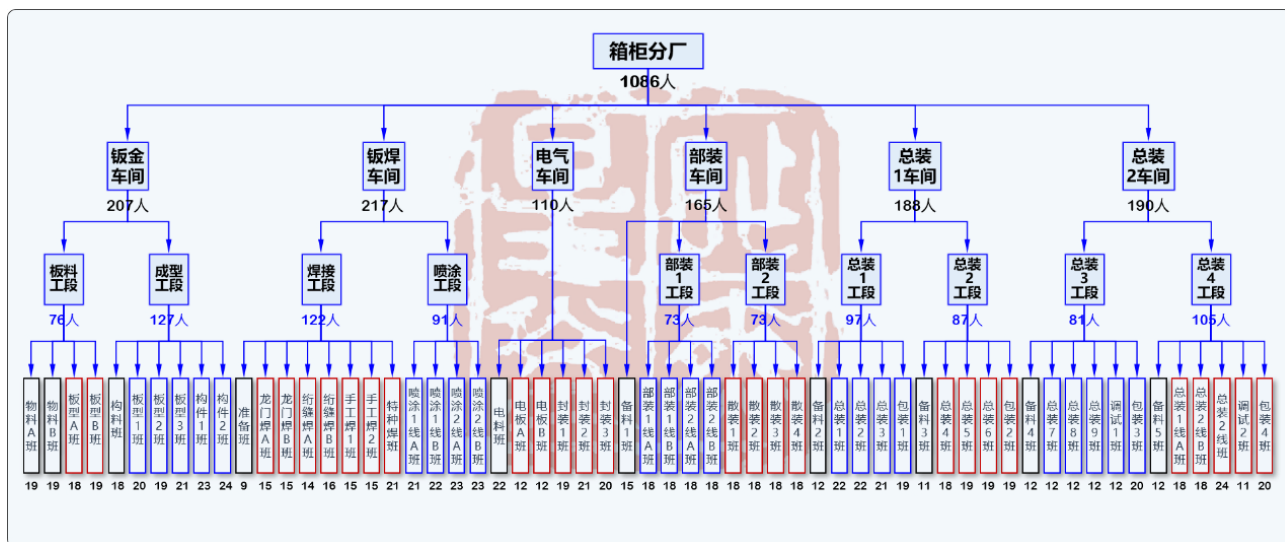 箱柜分厂
1086人
钣金
车间
207人
钣焊
车间
217人
电气
车间
110人
部装
车间
165人
总装
1车间
188人
总装
2车间
190人
板料
工段
76人
成型
工段
127人
焊接
工段
122人
喷涂
工段
91人
部装
1
工段
73人
部装
2
工段
73人
总装
1
工段
97人
总装
2
工段
87人
总装
3
工段
81人
总装
4
工段
105人
物料A班
物料B班
板型A班
板型B班
构料班
板型1班
板型2班
板型3班
构件1班
构件2班
准备班
龙门焊A班
龙门焊B班
绗缝焊A班
绗缝焊B班
手工焊1班
手工焊2班
特种焊班
喷涂1线A班
喷涂1线B班
喷涂2线A班
喷涂2线B班
电料班
电板A班
电板B班
封装1班
封装2班
封装3班
备料1班
部装1线A班
部装1线B班
部装2线A班
部装2线B班
散装1班
散装2班
散装3班
散装4班
备料2班
总装1班
总装2班
总装3班
包装1班
备料3班
总装4班
总装5班
总装6班
包装2班
备料4班
总装7班
总装8班
总装9班
调试1班
包装3班
备料5班
总装1线A班
总装1线B班
总装2线班
调试2班
包装4班
19 19 18 19 18 20 19 21 23 24 9 15 15 14 16 15 15 21 21 22 23 23 22 12 12 19 21 20 15 18 18 18 18 18 18 18 18 12 22 22 21 19 11 18 19 19 19 12 12 12 12 12 20 12 18 18 24 11 20